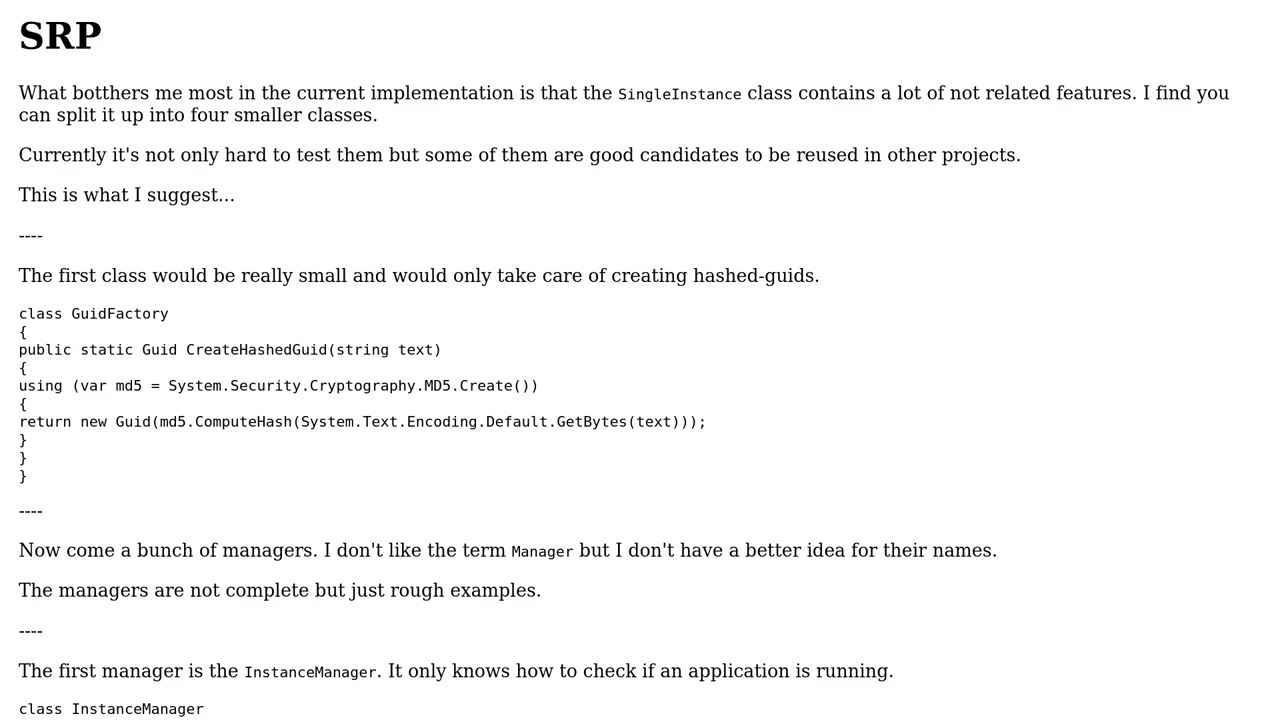 SRP
What botthers me most in the current implementation is that the SingleInstance class contains a lot of not related features. I find you
can split it up into four smaller classes.
Currently it's not only hard to test them but some of them are good candidates to be reused in other projects.
This is what I suggest...
----
The first class would be really small and would only take care of creating hashed-guids.
class GuidFactory
{
public static Guid CreateHashedGuid(string text)
{
using (var md5 = System.Security.Cryptography.MD5.Create())
{
return new Guid(md5.ComputeHash(System.Text.Encoding.Default.GetBytes(text)));
}
}
}
----
Now come a bunch of managers. I don't like the term Manager but I don't have a better idea for their names.
The managers are not complete but just rough examples.
----
The first manager is the InstanceManager. It only knows how to check if an application is running.
class InstanceManager